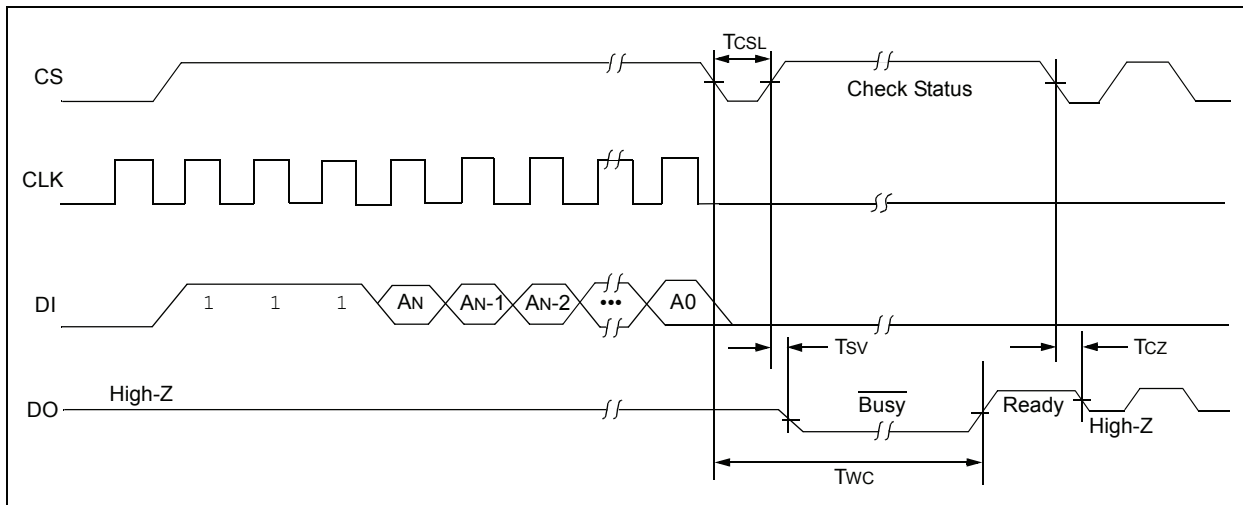 TCSL
CS
Check Status
CLK
DI 1 1 1 AN AN-1 AN-2 ••• A0
TSV TCZ
High-Z
DO Busy Ready
High-Z
TWC